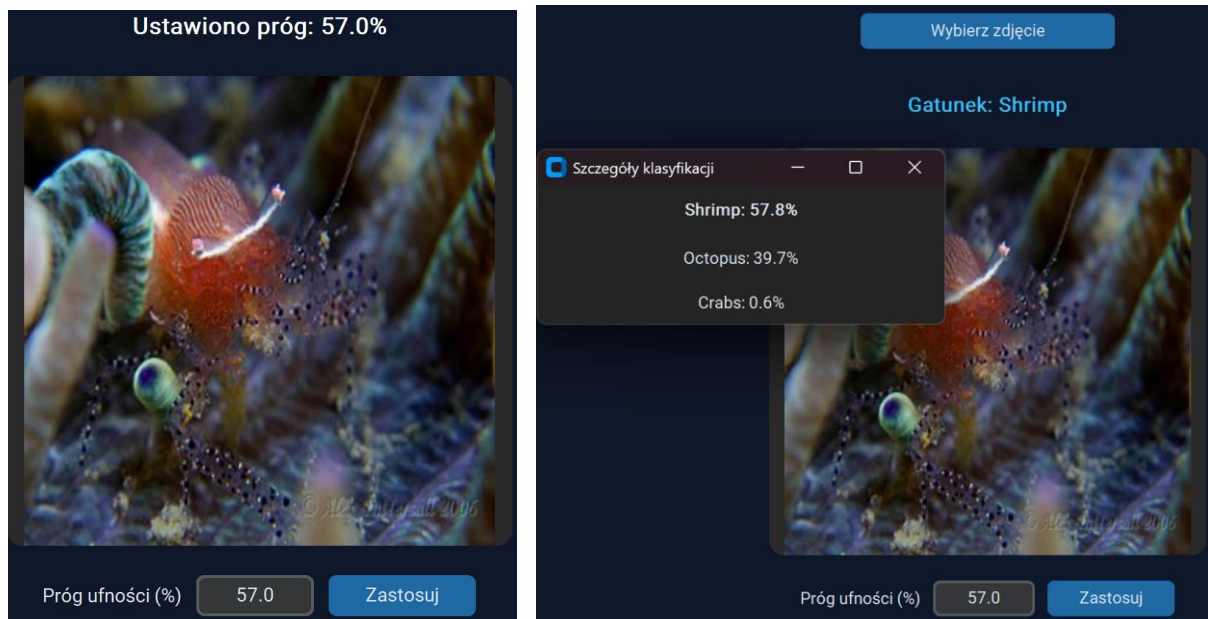 Ustawiono próg: 57.0%
Próg ufności (%)
57.0
Zastosuj
Wybierz zdjęcie
Gatunek: Shrimp
Szczegóły klasyfikacji
Shrimp: 57.8%
Octopus: 39.7%
Crabs: 0.6%
Próg ufności (%)
57.0
Zastosuj